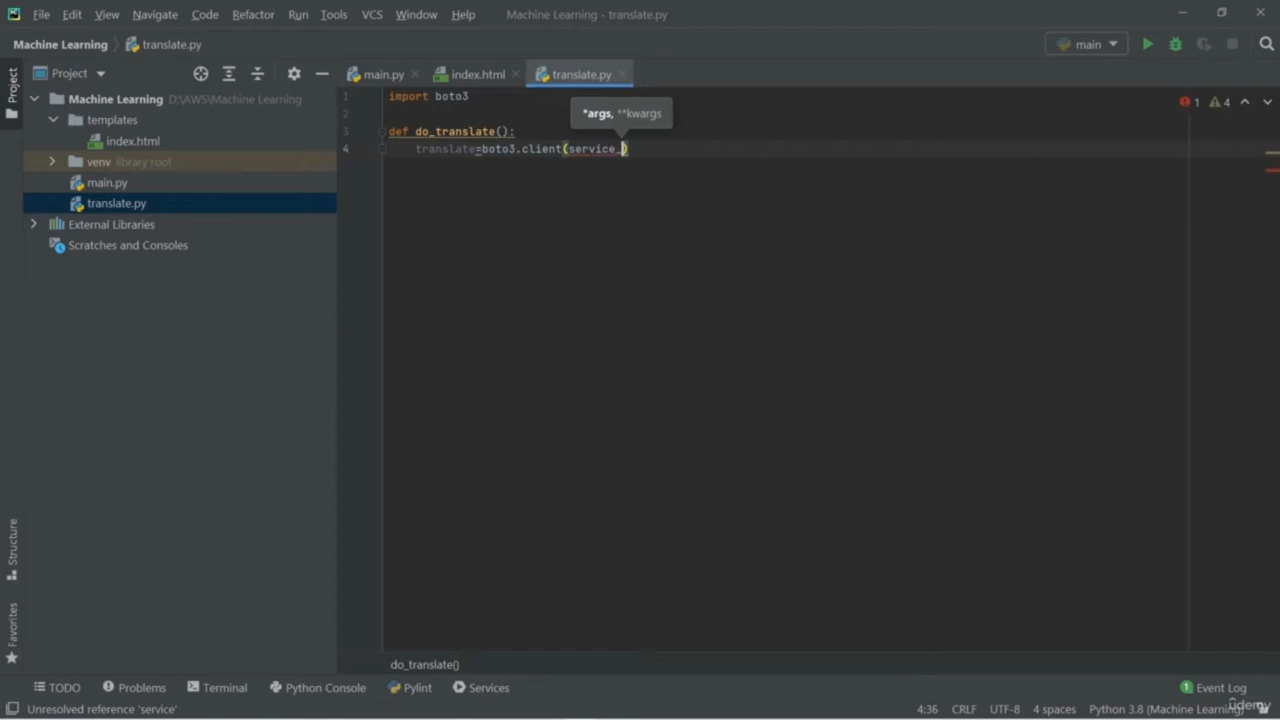 File Edit View Navigate Code Refactor Run Tools VCS Window Help Machine Learning - translate.py
Machine Learning translate.py main
Project main.py index.html translate.py
Project
Machine Learning D:\AWS\Machine Learning
templates
index.html
venv library root
main.py
translate.py
External Libraries
Scratches and Consoles
1 import boto3
2
*args, **kwargs
3 def do_translate():
4 translate=boto3.client(service_)
1 4
Structure
Favorites
do_translate()
TODO Problems Terminal Python Console Pylint Services 1 Event Log
Unresolved reference 'service' 4:36 CRLF UTF-8 4 spaces Python 3.8 (Machine Learning)
ûdemy